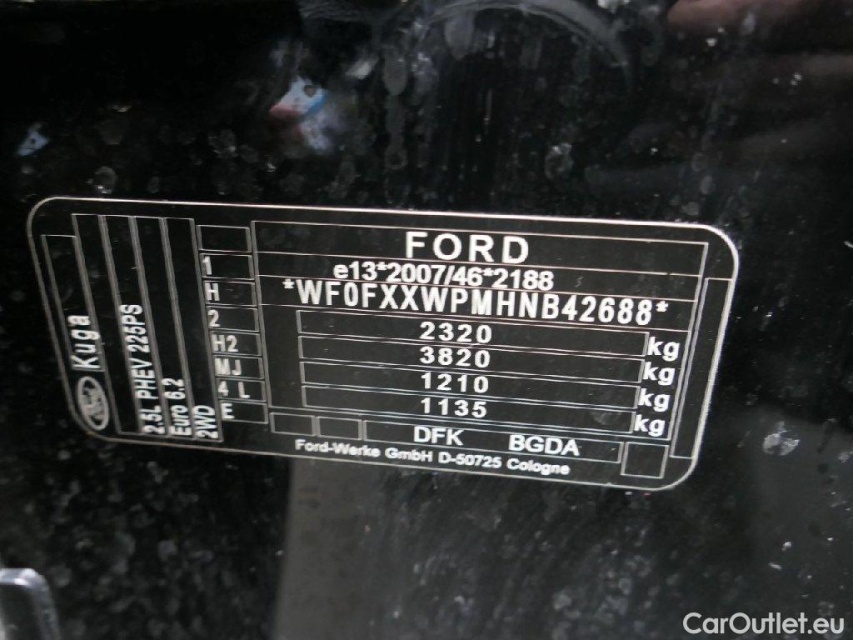 FORD
e13*2007/46*2188
*WF0FXXWPMHNB42688*
2320 kg
3820 kg
1210 kg
1135 kg
DFK BGDA
Ford-Werke GmbH D-50725 Cologne
1
H
2
H2
MJ
4 L
E
Kuga
Ford
2.5L PHEV 225PS
Euro 6.2
2WD
CarOutlet.eu